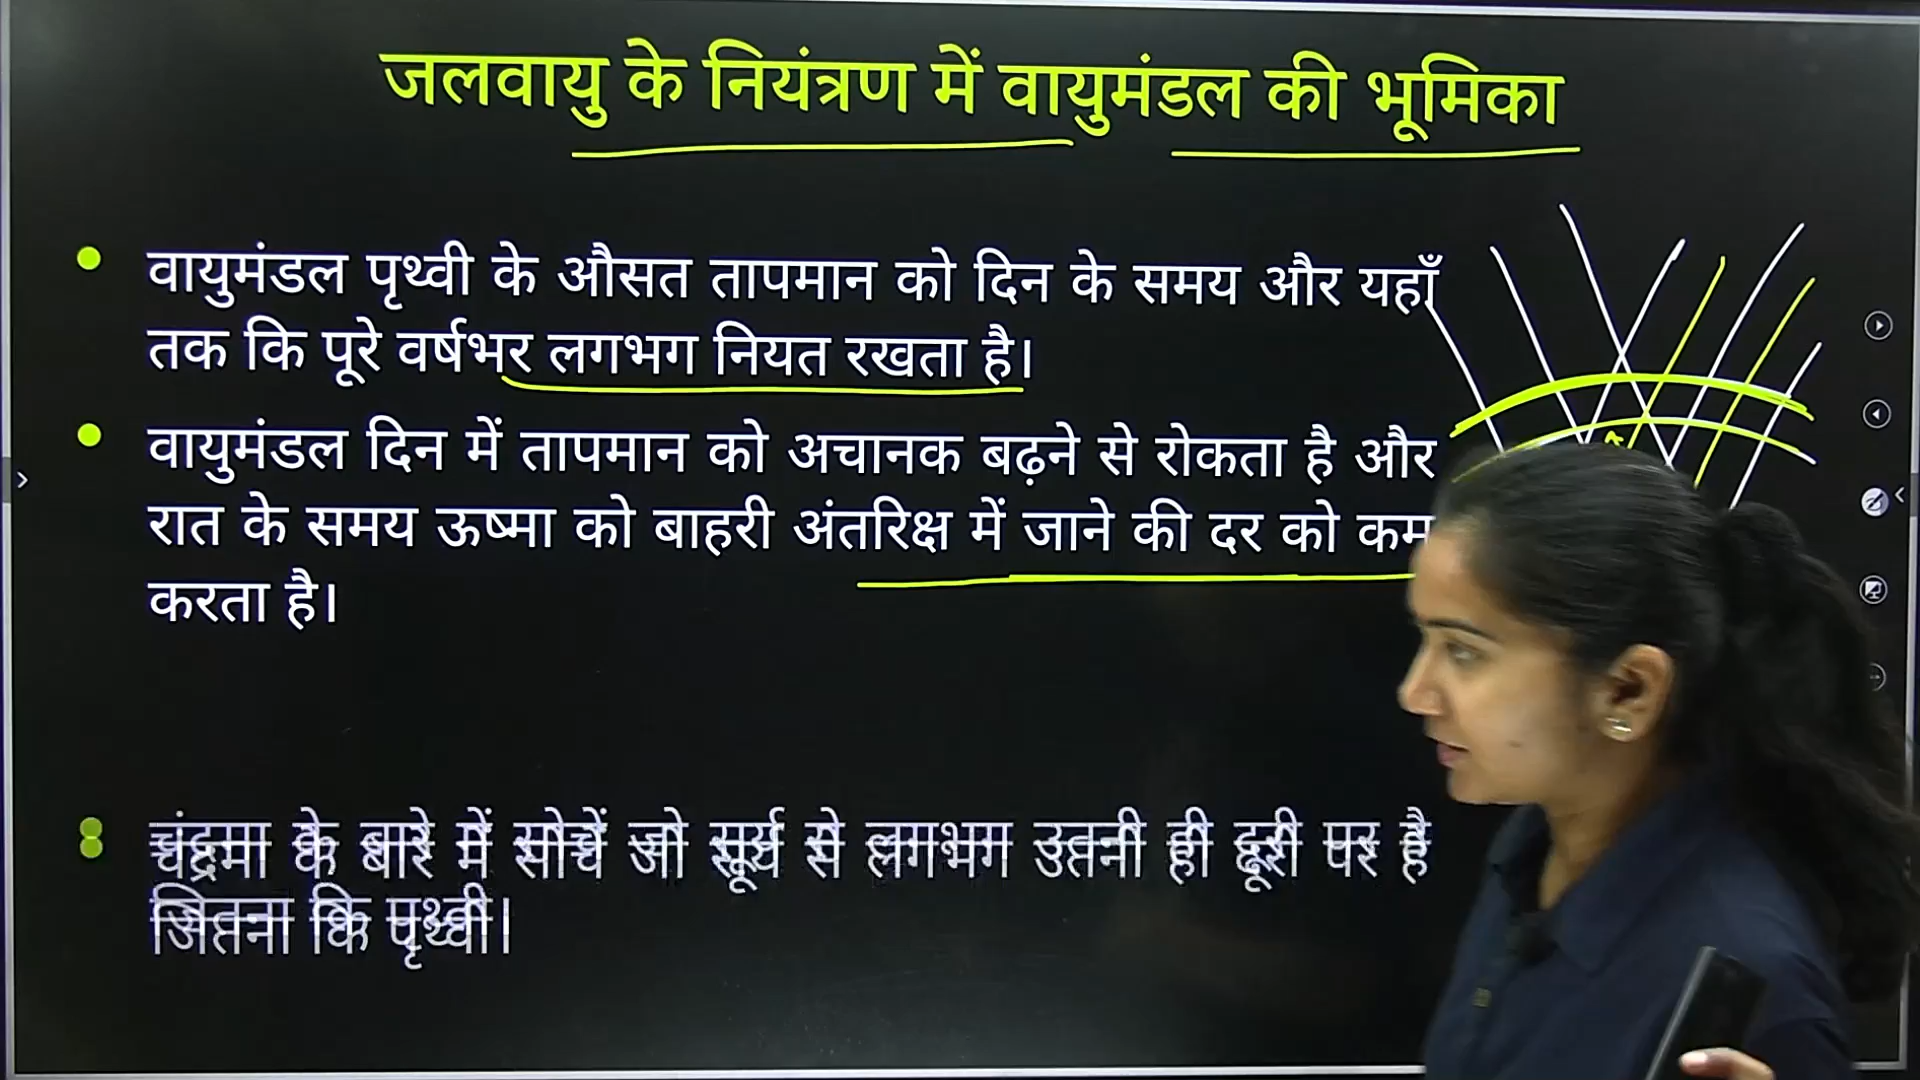 जलवायु के नियंत्रण में वायुमंडल की भूमिका
वायुमंडल पृथ्वी के औसत तापमान को दिन के समय और यहाँ
तक कि पूरे वर्षभर लगभग नियत रखता है।
वायुमंडल दिन में तापमान को अचानक बढ़ने से रोकता है और
रात के समय ऊष्मा को बाहरी अंतरिक्ष में जाने की दर को कम
करता है।
चंद्रमा के बारे में सोचें जो सूर्य से लगभग उतनी ही दूरी पर है
जितना कि पृथ्वी।